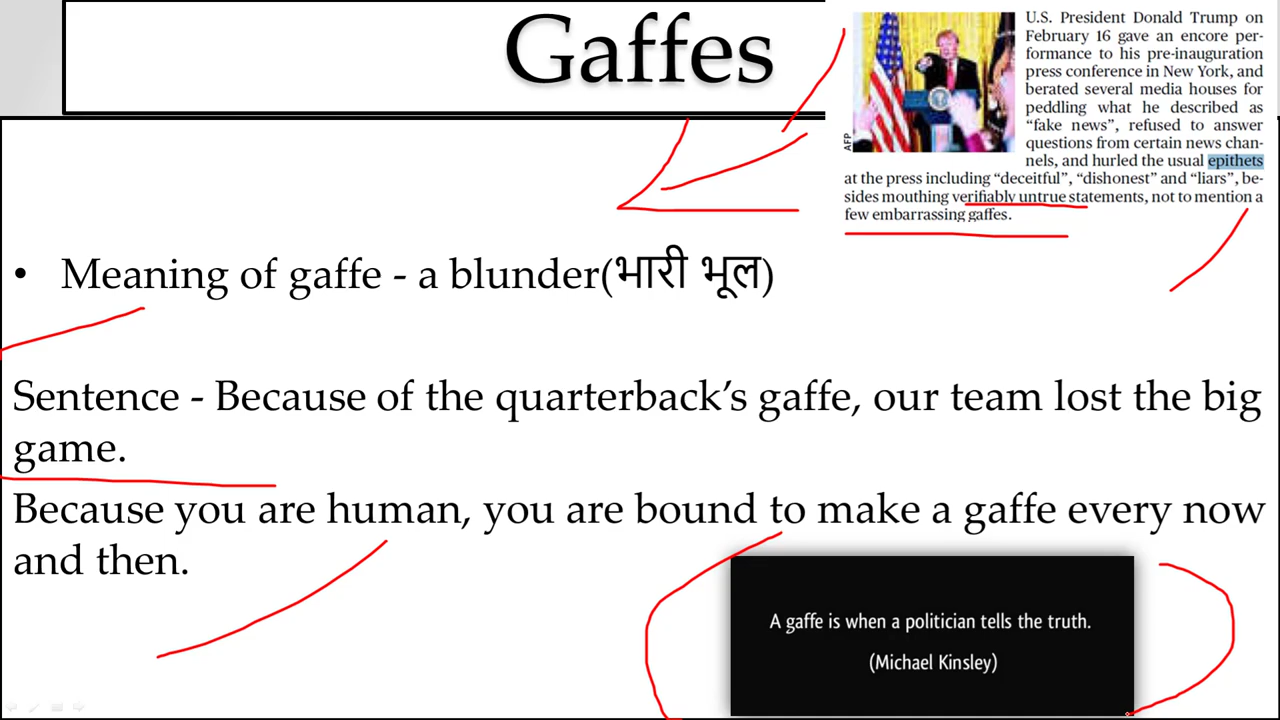 Gaffes
U.S. President Donald Trump on
February 16 gave an encore per-
formance to his pre-inauguration
press conference in New York, and
berated several media houses for
peddling what he described as
“fake news”, refused to answer
questions from certain news chan-
nels, and hurled the usual epithets
at the press including “deceitful”, “dishonest” and “liars”, be-
sides mouthing verifiably untrue statements, not to mention a
few embarrassing gaffes.
AFP
• Meaning of gaffe - a blunder(भारी भूल)
Sentence - Because of the quarterback’s gaffe, our team lost the big
game.
Because you are human, you are bound to make a gaffe every now
and then.
A gaffe is when a politician tells the truth.
(Michael Kinsley)